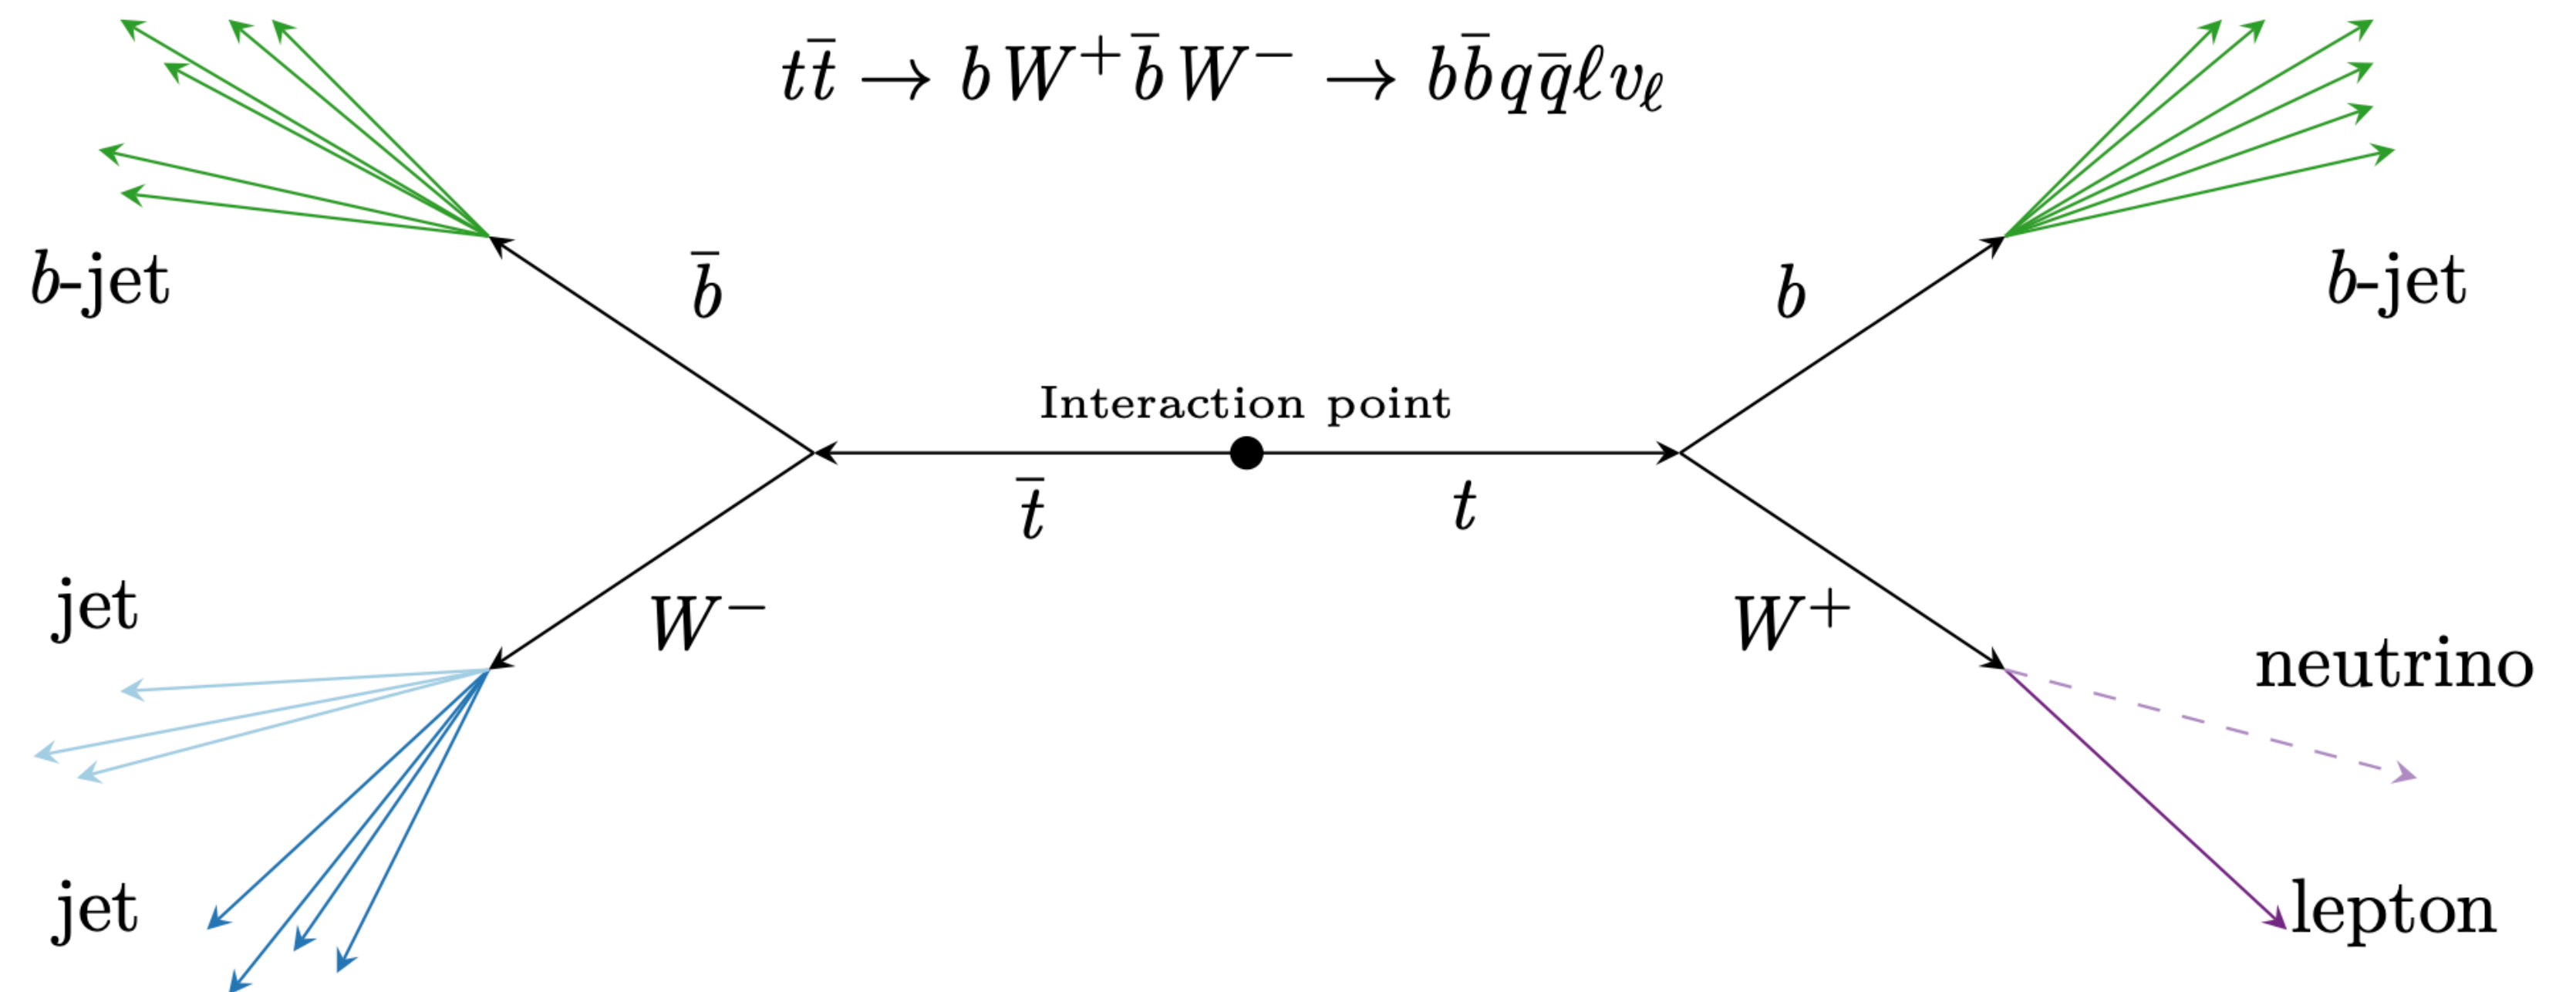 tt̄ → bW⁺b̄W⁻ → bb̄qq̄ℓv_ℓ
b-jet
b̄
b
b-jet
Interaction point
t̄
t
jet
W⁻
W⁺
neutrino
jet
lepton